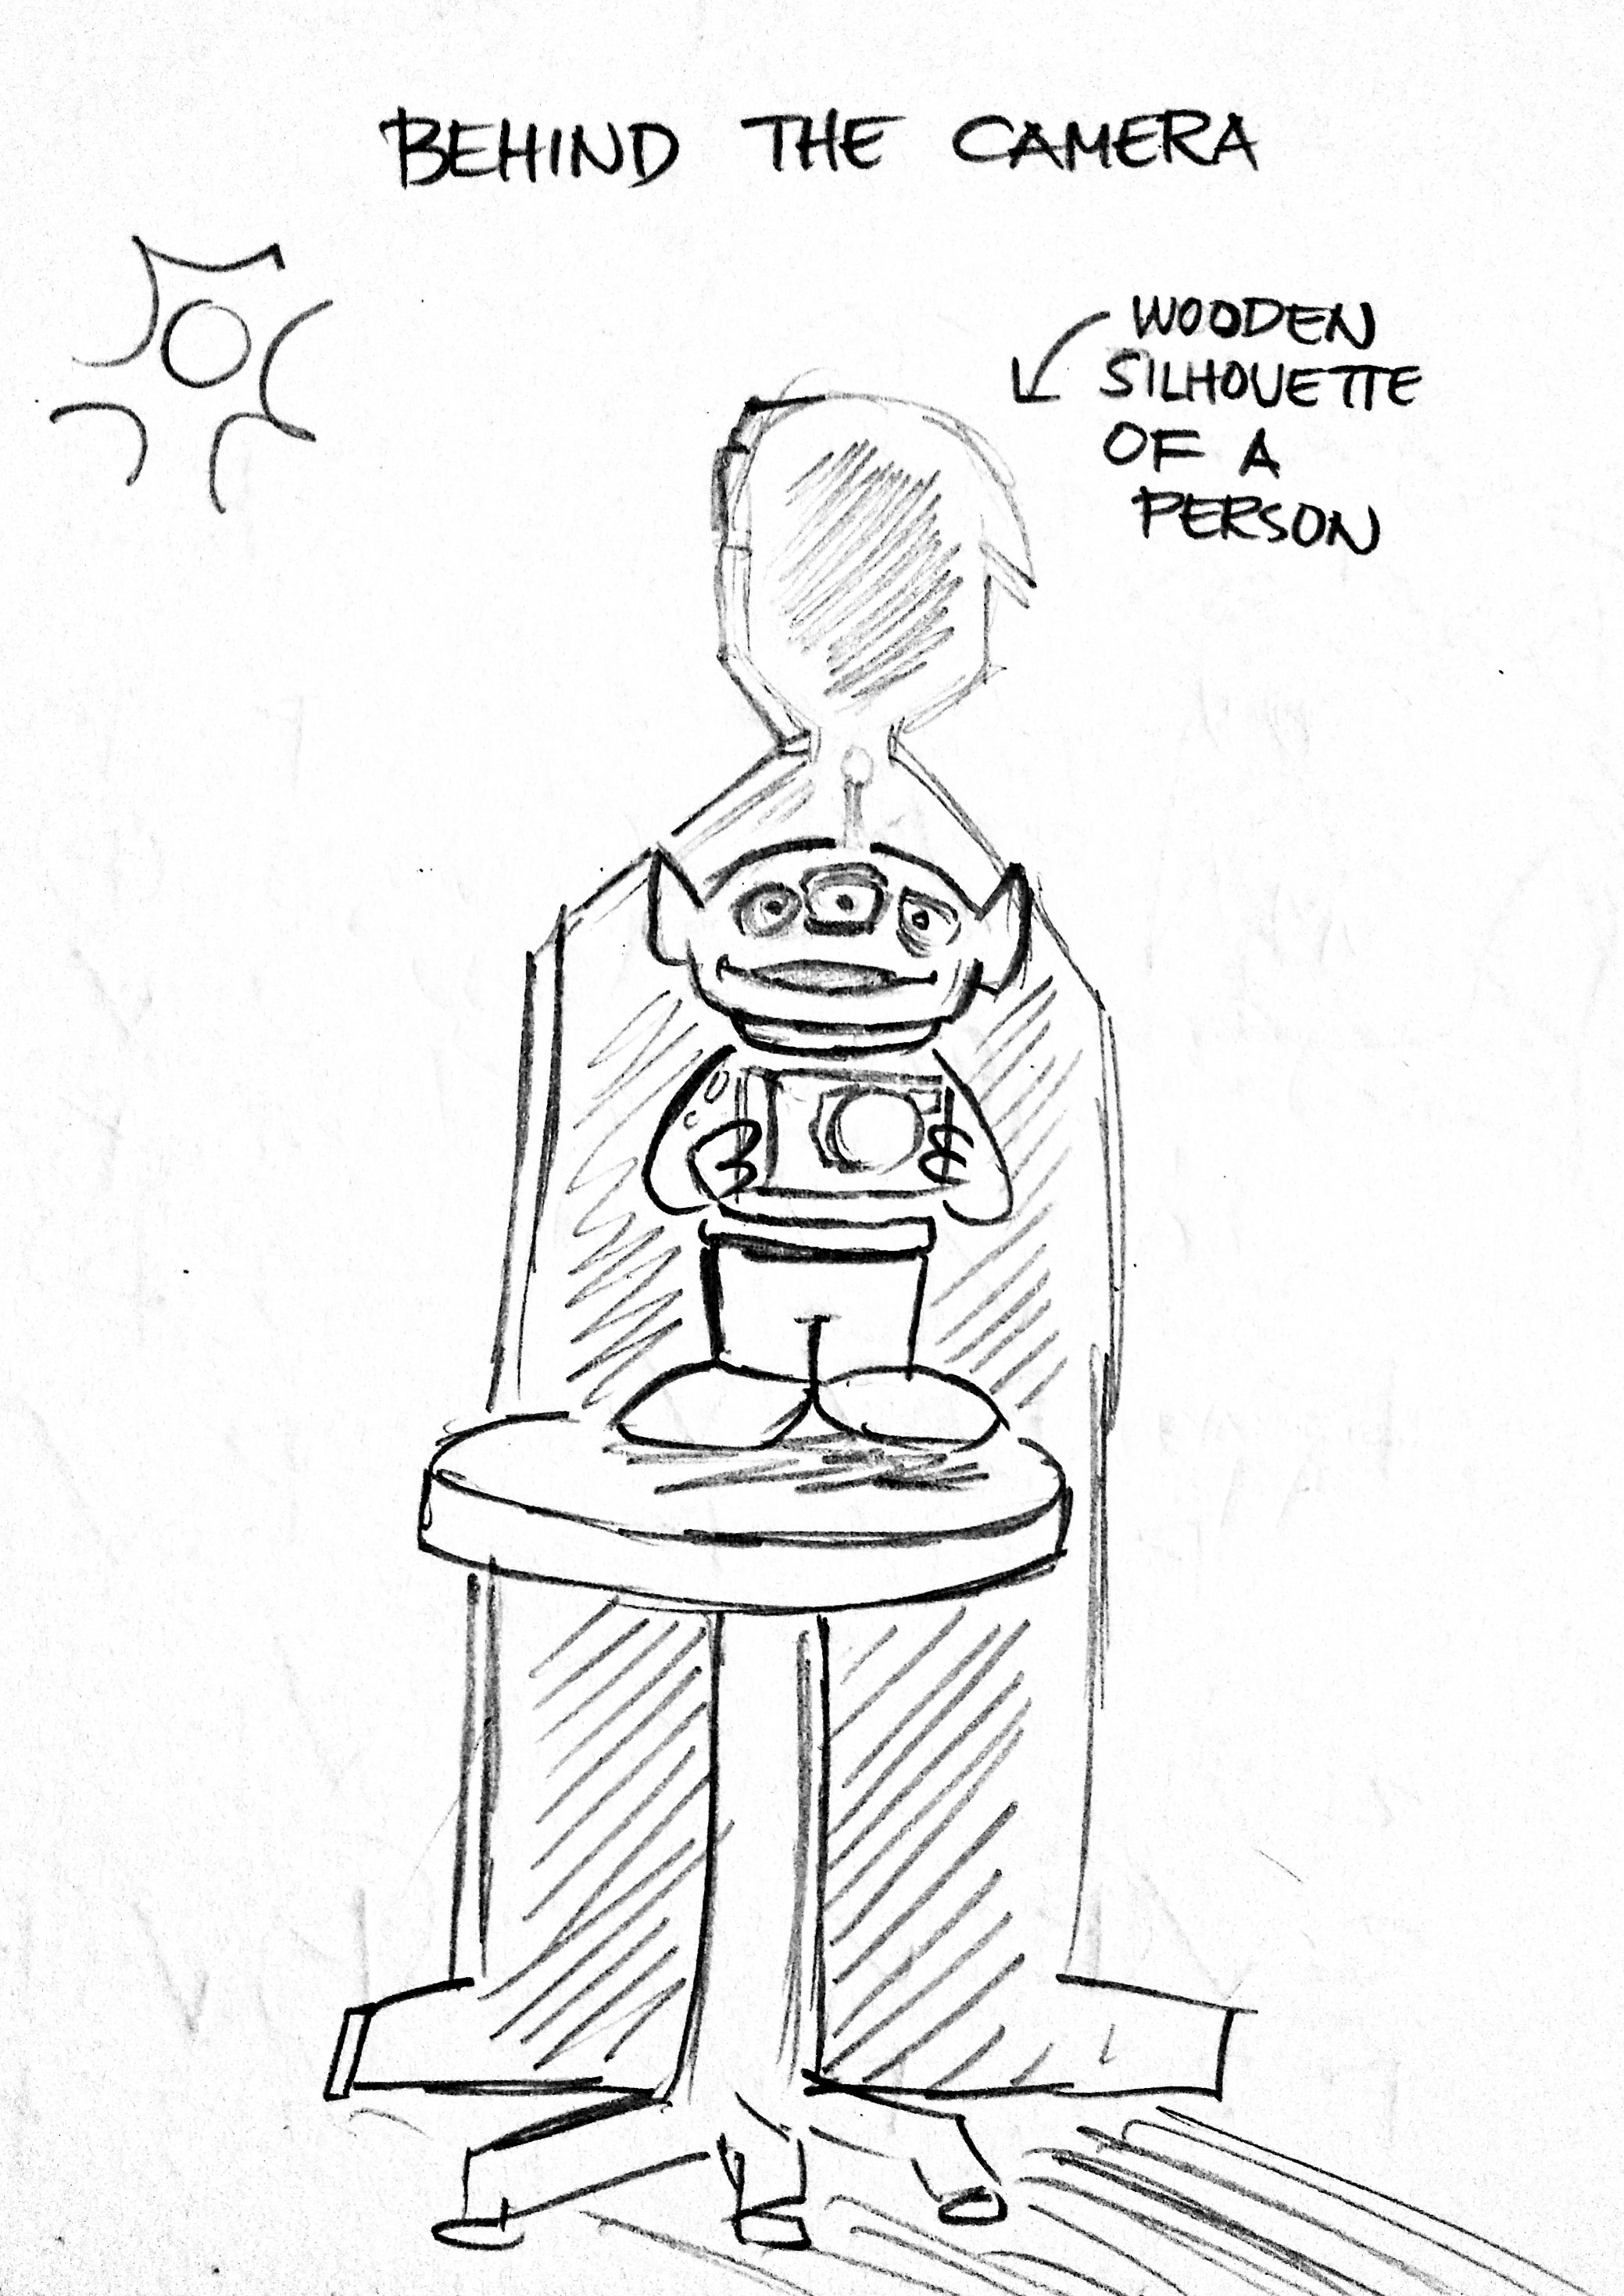 BEHIND THE CAMERA
WOODEN
SILHOUETTE
OF A
PERSON